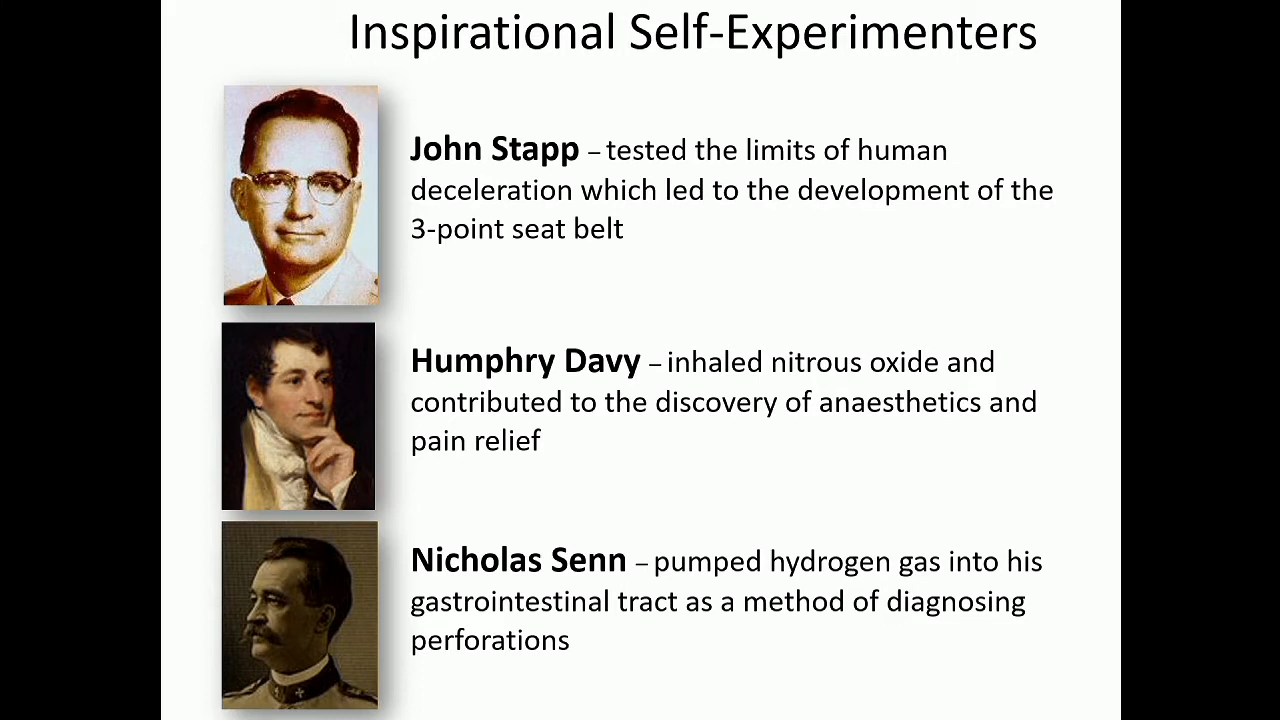 Inspirational Self-Experimenters
John Stapp – tested the limits of human
deceleration which led to the development of the
3-point seat belt
Humphry Davy – inhaled nitrous oxide and
contributed to the discovery of anaesthetics and
pain relief
Nicholas Senn – pumped hydrogen gas into his
gastrointestinal tract as a method of diagnosing
perforations